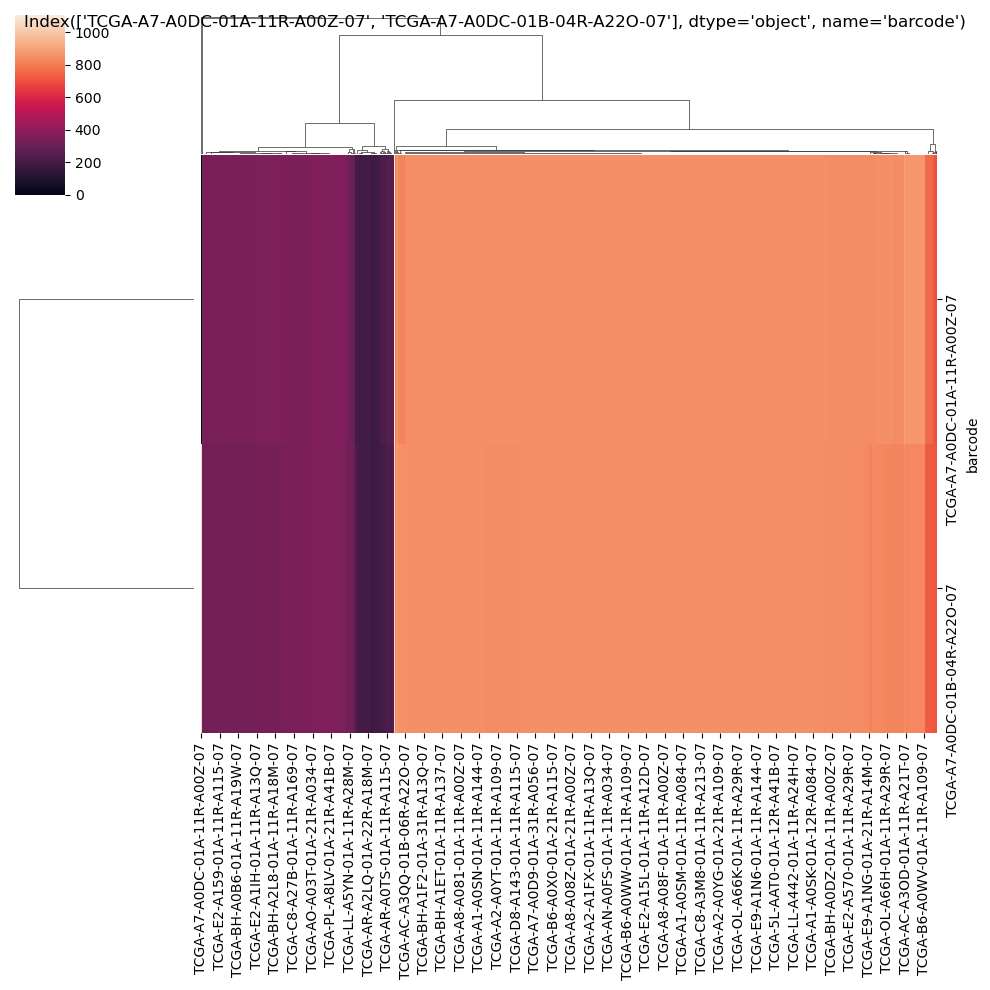 Index(['TCGA-A7-A0DC-01A-11R-A00Z-07', 'TCGA-A7-A0DC-01B-04R-A22O-07'], dtype='object', name='barcode')
1000
800
600
400
200
0
TCGA-A7-A0DC-01A-11R-A00Z-07
TCGA-A7-A0DC-01B-04R-A22O-07
barcode
TCGA-A7-A0DC-01A-11R-A00Z-07
TCGA-E2-A159-01A-11R-A115-07
TCGA-BH-A0B6-01A-11R-A19W-07
TCGA-E2-A1IH-01A-11R-A13Q-07
TCGA-BH-A2L8-01A-11R-A18M-07
TCGA-C8-A27B-01A-11R-A169-07
TCGA-AO-A03T-01A-21R-A034-07
TCGA-PL-A8LV-01A-21R-A41B-07
TCGA-LL-A5YN-01A-11R-A28M-07
TCGA-AR-A2LQ-01A-22R-A18M-07
TCGA-AR-A0TS-01A-11R-A115-07
TCGA-AC-A3QQ-01B-06R-A22O-07
TCGA-BH-A1F2-01A-31R-A13Q-07
TCGA-BH-A1ET-01A-11R-A137-07
TCGA-A8-A081-01A-11R-A00Z-07
TCGA-A1-A0SN-01A-11R-A144-07
TCGA-A2-A0YT-01A-11R-A109-07
TCGA-D8-A143-01A-11R-A115-07
TCGA-A7-A0D9-01A-31R-A056-07
TCGA-B6-A0X0-01A-21R-A115-07
TCGA-A8-A08Z-01A-21R-A00Z-07
TCGA-A2-A1FX-01A-11R-A13Q-07
TCGA-AN-A0FS-01A-11R-A034-07
TCGA-B6-A0WW-01A-11R-A109-07
TCGA-E2-A15L-01A-11R-A12D-07
TCGA-A8-A08F-01A-11R-A00Z-07
TCGA-A1-A0SM-01A-11R-A084-07
TCGA-C8-A3M8-01A-11R-A213-07
TCGA-A2-A0YG-01A-21R-A109-07
TCGA-OL-A66K-01A-11R-A29R-07
TCGA-E9-A1N6-01A-11R-A144-07
TCGA-5L-AAT0-01A-12R-A41B-07
TCGA-LL-A442-01A-11R-A24H-07
TCGA-A1-A0SK-01A-12R-A084-07
TCGA-BH-A0DZ-01A-11R-A00Z-07
TCGA-E2-A570-01A-11R-A29R-07
TCGA-E9-A1NG-01A-21R-A14M-07
TCGA-OL-A66H-01A-11R-A29R-07
TCGA-AC-A3OD-01A-11R-A21T-07
TCGA-B6-A0WV-01A-11R-A109-07